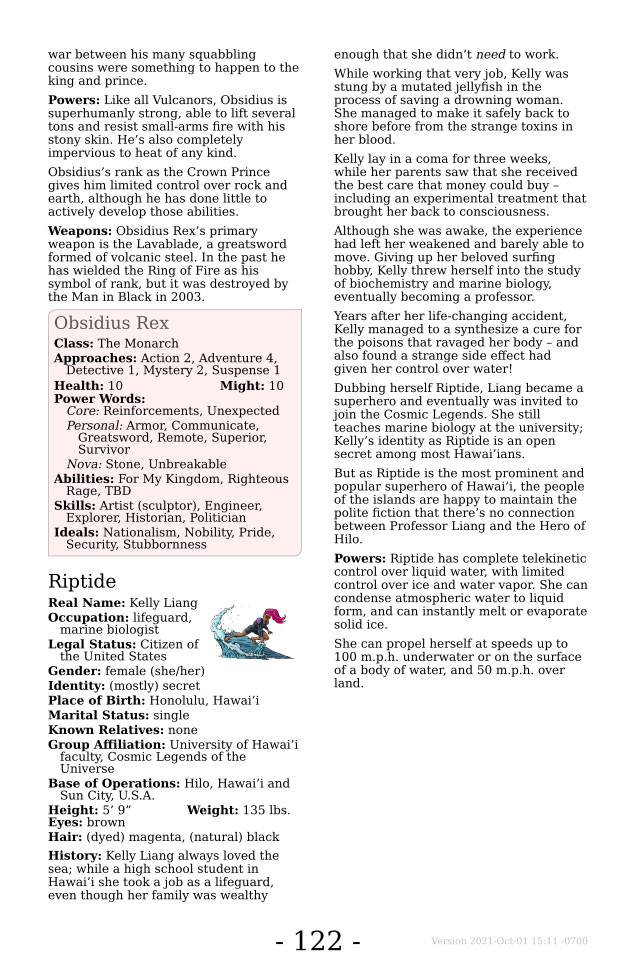 war between his many squabbling
cousins were something to happen to the
king and prince.
Powers: Like all Vulcanors, Obsidius is
superhumanly strong, able to lift several
tons and resist small-arms fire with his
stony skin. He’s also completely
impervious to heat of any kind.
Obsidius’s rank as the Crown Prince
gives him limited control over rock and
earth, although he has done little to
actively develop those abilities.
Weapons: Obsidius Rex’s primary
weapon is the Lavablade, a greatsword
formed of volcanic steel. In the past he
has wielded the Ring of Fire as his
symbol of rank, but it was destroyed by
the Man in Black in 2003.
Obsidius Rex
Class: The Monarch
Approaches: Action 2, Adventure 4,
Detective 1, Mystery 2, Suspense 1
Health: 10 Might: 10
Power Words:
Core: Reinforcements, Unexpected
Personal: Armor, Communicate,
Greatsword, Remote, Superior,
Survivor
Nova: Stone, Unbreakable
Abilities: For My Kingdom, Righteous
Rage, TBD
Skills: Artist (sculptor), Engineer,
Explorer, Historian, Politician
Ideals: Nationalism, Nobility, Pride,
Security, Stubbornness
Riptide
Real Name: Kelly Liang
Occupation: lifeguard,
marine biologist
Legal Status: Citizen of
the United States
Gender: female (she/her)
Identity: (mostly) secret
Place of Birth: Honolulu, Hawai’i
Marital Status: single
Known Relatives: none
Group Affiliation: University of Hawai’i
faculty, Cosmic Legends of the
Universe
Base of Operations: Hilo, Hawai’i and
Sun City, U.S.A.
Height: 5’ 9” Weight: 135 lbs.
Eyes: brown
Hair: (dyed) magenta, (natural) black
History: Kelly Liang always loved the
sea; while a high school student in
Hawai’i she took a job as a lifeguard,
even though her family was wealthy
enough that she didn’t need to work.
While working that very job, Kelly was
stung by a mutated jellyfish in the
process of saving a drowning woman.
She managed to make it safely back to
shore before from the strange toxins in
her blood.
Kelly lay in a coma for three weeks,
while her parents saw that she received
the best care that money could buy –
including an experimental treatment that
brought her back to consciousness.
Although she was awake, the experience
had left her weakened and barely able to
move. Giving up her beloved surfing
hobby, Kelly threw herself into the study
of biochemistry and marine biology,
eventually becoming a professor.
Years after her life-changing accident,
Kelly managed to a synthesize a cure for
the poisons that ravaged her body – and
also found a strange side effect had
given her control over water!
Dubbing herself Riptide, Liang became a
superhero and eventually was invited to
join the Cosmic Legends. She still
teaches marine biology at the university;
Kelly’s identity as Riptide is an open
secret among most Hawai’ians.
But as Riptide is the most prominent and
popular superhero of Hawai’i, the people
of the islands are happy to maintain the
polite fiction that there’s no connection
between Professor Liang and the Hero of
Hilo.
Powers: Riptide has complete telekinetic
control over liquid water, with limited
control over ice and water vapor. She can
condense atmospheric water to liquid
form, and can instantly melt or evaporate
solid ice.
She can propel herself at speeds up to
100 m.p.h. underwater or on the surface
of a body of water, and 50 m.p.h. over
land.
- 122 -
Version 2021-Oct-01 15:11 -0700